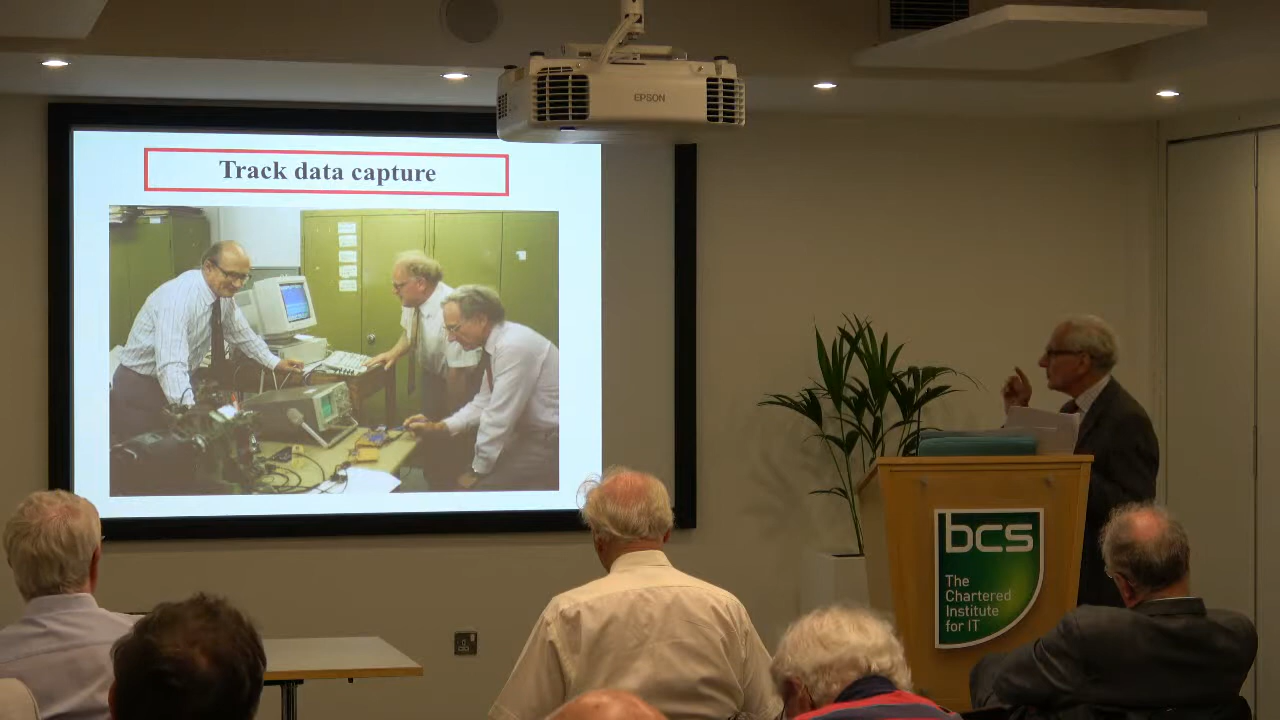 EPSON
Track data capture
bcs
The
Chartered
Institute
for IT